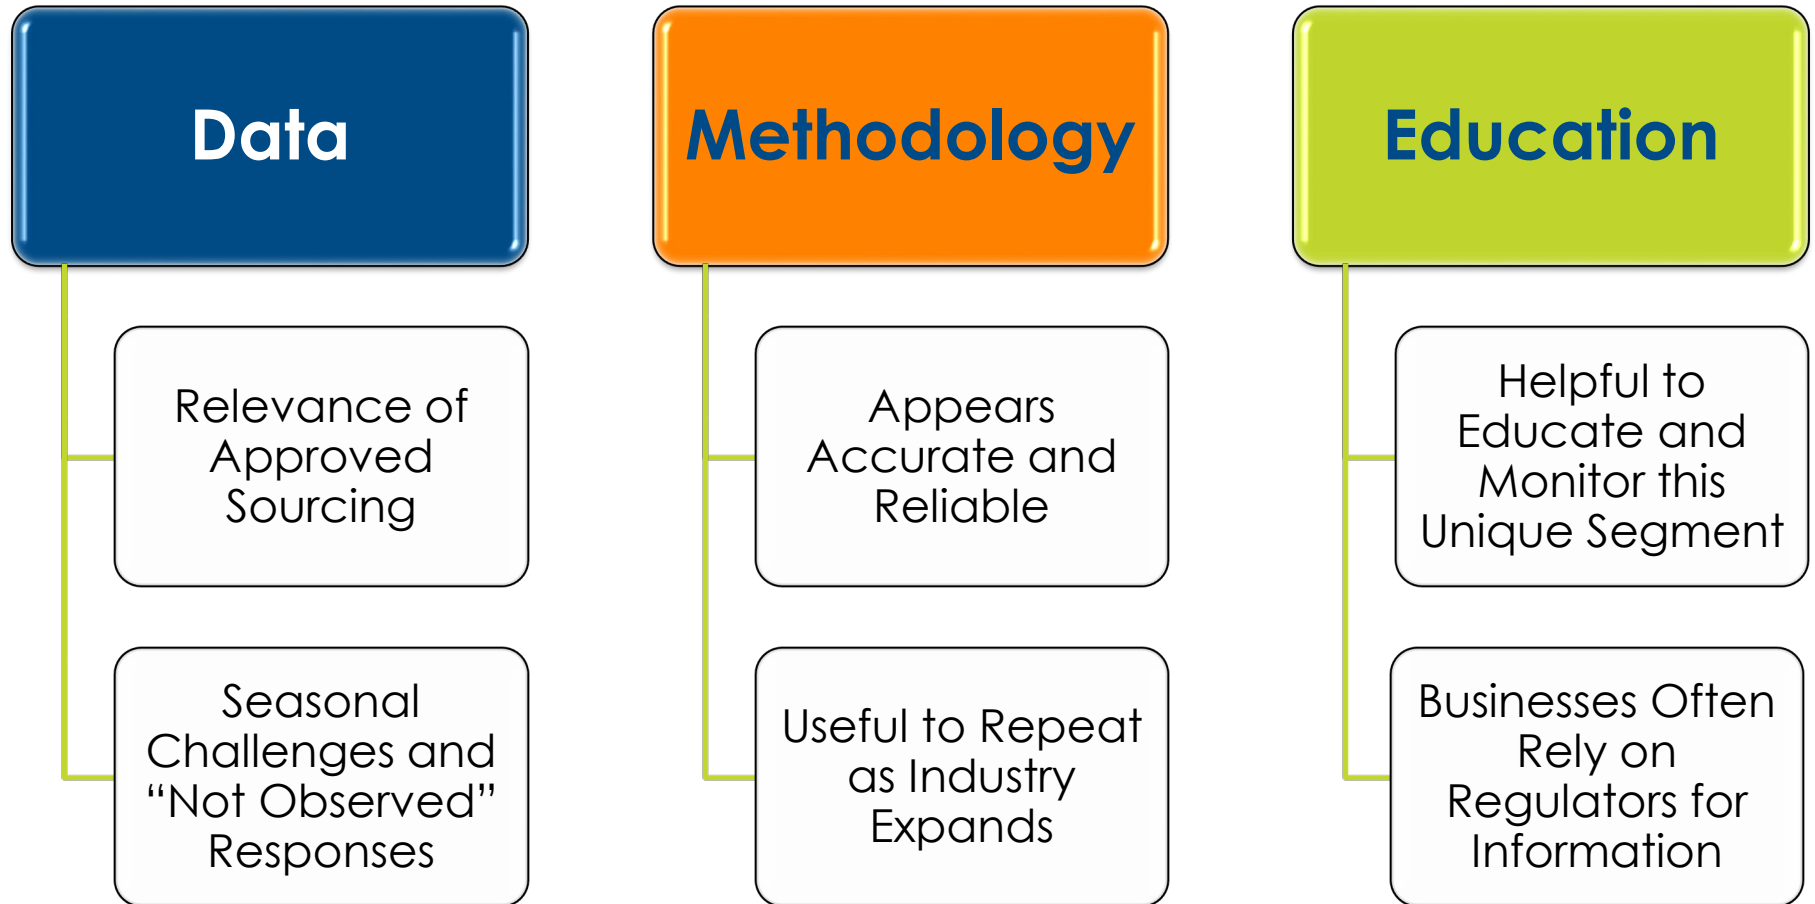 Data
Relevance of
Approved
Sourcing
Seasonal
Challenges and
“Not Observed”
Responses
Methodology
Appears
Accurate and
Reliable
Useful to Repeat
as Industry
Expands
Education
Helpful to
Educate and
Monitor this
Unique Segment
Businesses Often
Rely on
Regulators for
Information